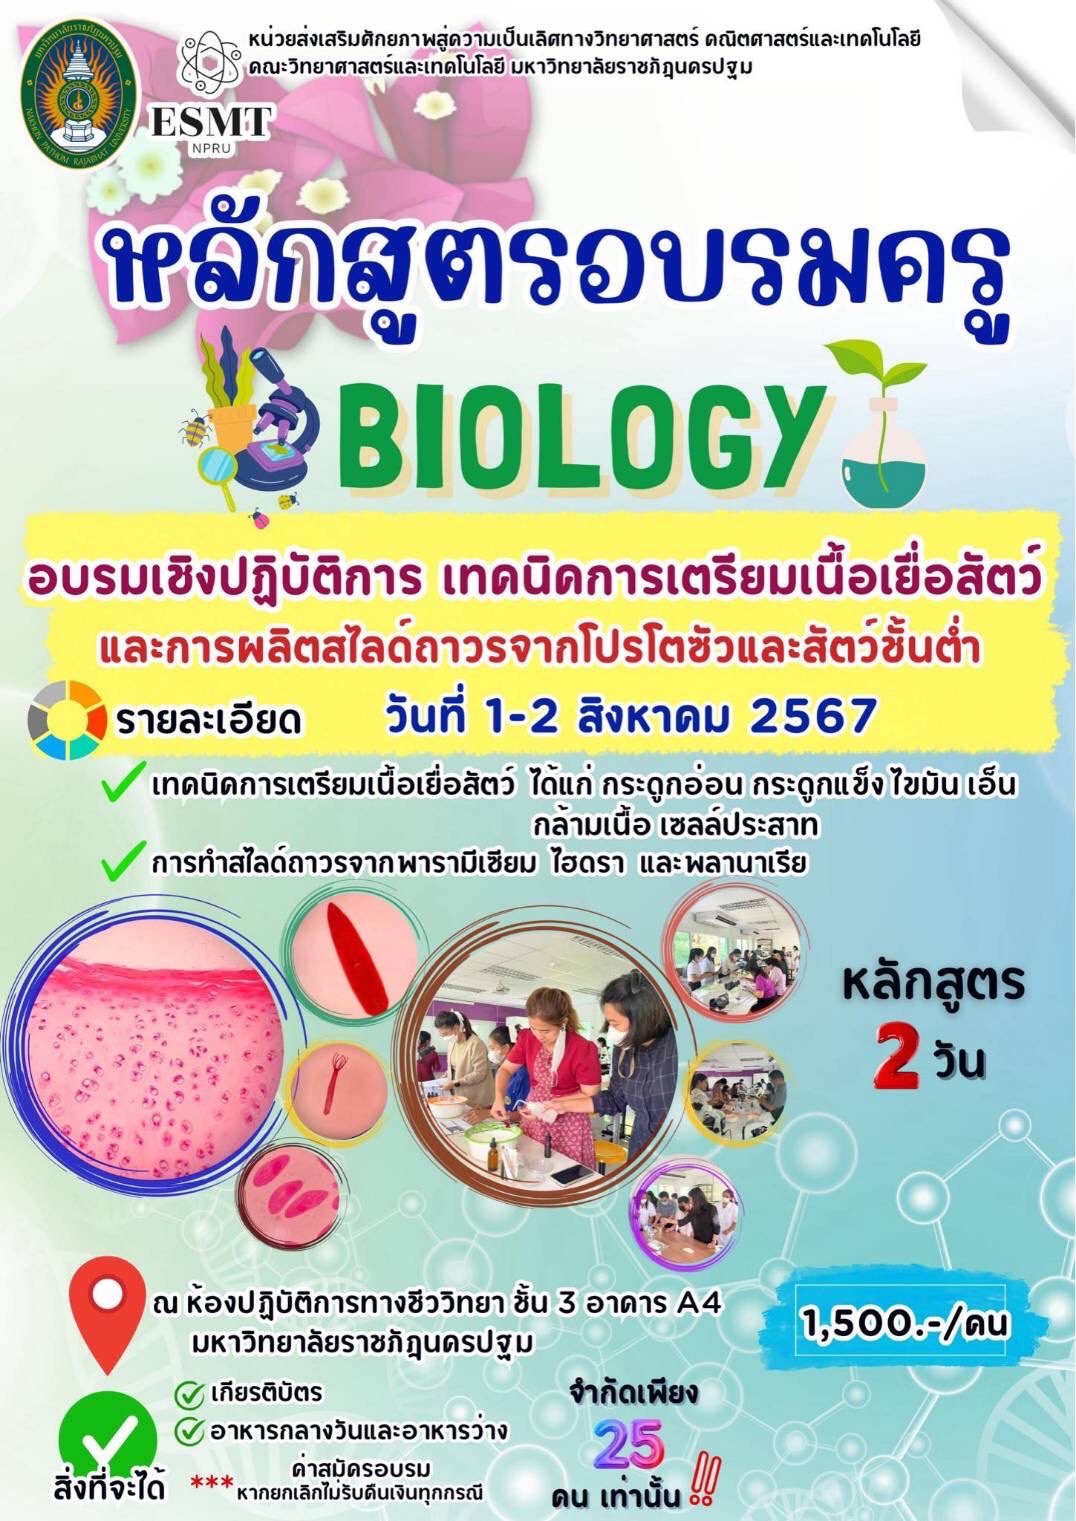 หน่วยส่งเสริมศักยภาพสู่ความเป็นเลิศทางวิทยาศาสตร์ คณิตศาสตร์และเทคโนโลยี
คณะวิทยาศาสตร์และเทคโนโลยี มหาวิทยาลัยราชภัฏนครปฐม
มหาวิทยาลัยราชภัฏนครปฐม
NAKHON PATHOM RAJABHAT UNIVERSITY
ESMT
NPRU
หลักสูตรอบรมครู
BIOLOGY
อบรมเชิงปฏิบัติการ เทคนิคการเตรียมเนื้อเยื่อสัตว์
และการผลิตสไลด์ถาวรจากโปรโตซัวและสัตว์ชั้นต่ำ
รายละเอียด วันที่ 1-2 สิงหาคม 2567
เทคนิคการเตรียมเนื้อเยื่อสัตว์ ได้แก่ กระดูกอ่อน กระดูกแข็ง ไขมัน เอ็น
กล้ามเนื้อ เซลล์ประสาท
การทำสไลด์ถาวรจากพารามีเซียม ไฮดรา และพลานาเรีย
หลักสูตร
2 วัน
ณ ห้องปฏิบัติการทางชีววิทยา ชั้น 3 อาคาร A4
มหาวิทยาลัยราชภัฏนครปฐม
1,500.-/คน
สิ่งที่จะได้
เกียรติบัตร
อาหารกลางวันและอาหารว่าง
ค่าสมัครอบรม
***หากยกเลิกไม่รับคืนเงินทุกกรณี
จำกัดเพียง
25
คน เท่านั้น !!